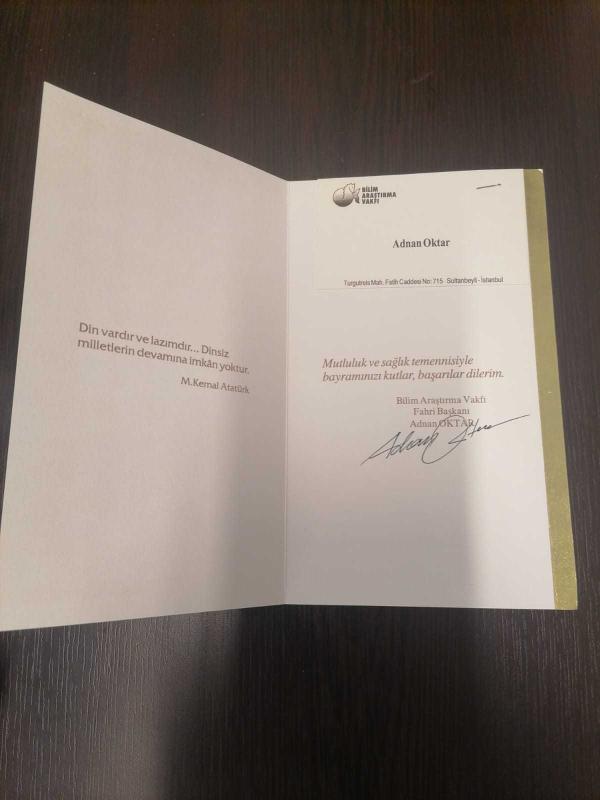 Din vardır ve lazımdır... Dinsiz
milletlerin devamına imkân yoktur.
M.Kemal Atatürk
BİLİM
ARAŞTIRMA
VAKFI
Adnan Oktar
Turgutreis Mah. Fatih Caddesi No: 715 Sultanbeyli - İstanbul
Mutluluk ve sağlık temennisiyle
bayramınızı kutlar, başarılar dilerim.
Bilim Araştırma Vakfı
Fahri Başkanı
Adnan OKTAR
Adnan Oktar